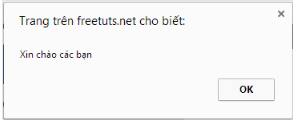 Trang trên freetuts.net cho biết:
Xin chào các bạn
OK